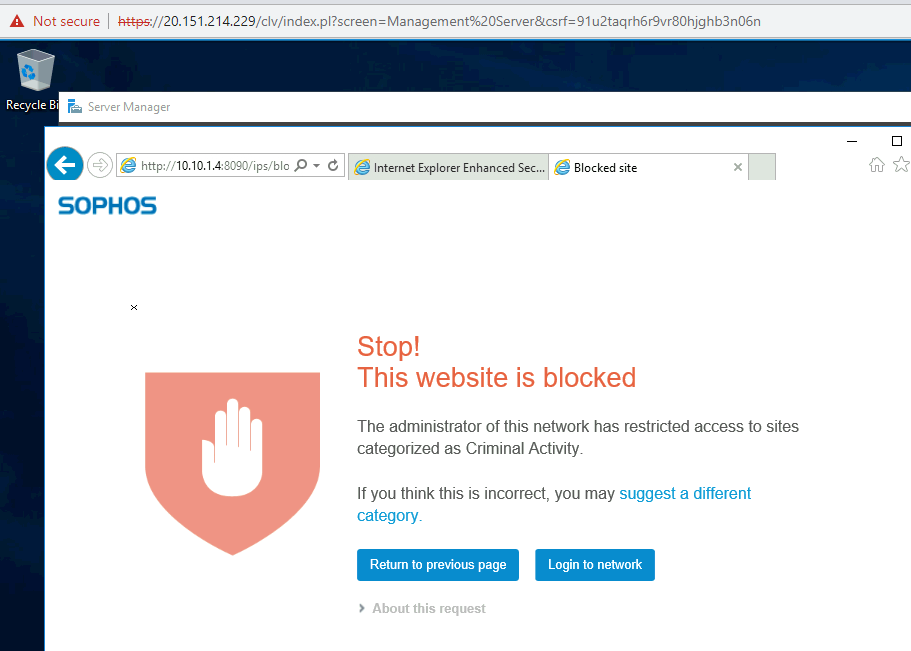 Not secure
https://20.151.214.229/clv/index.pl?screen=Management%20Server&csrf=91u2taqrh6r9vr80hjghb3n06n
Recycle Bi
Server Manager
http://10.10.1.4:8090/ips/blo
Internet Explorer Enhanced Sec...
Blocked site
SOPHOS
Stop!
This website is blocked
The administrator of this network has restricted access to sites
categorized as Criminal Activity.
If you think this is incorrect, you may suggest a different
category.
Return to previous page
Login to network
About this request